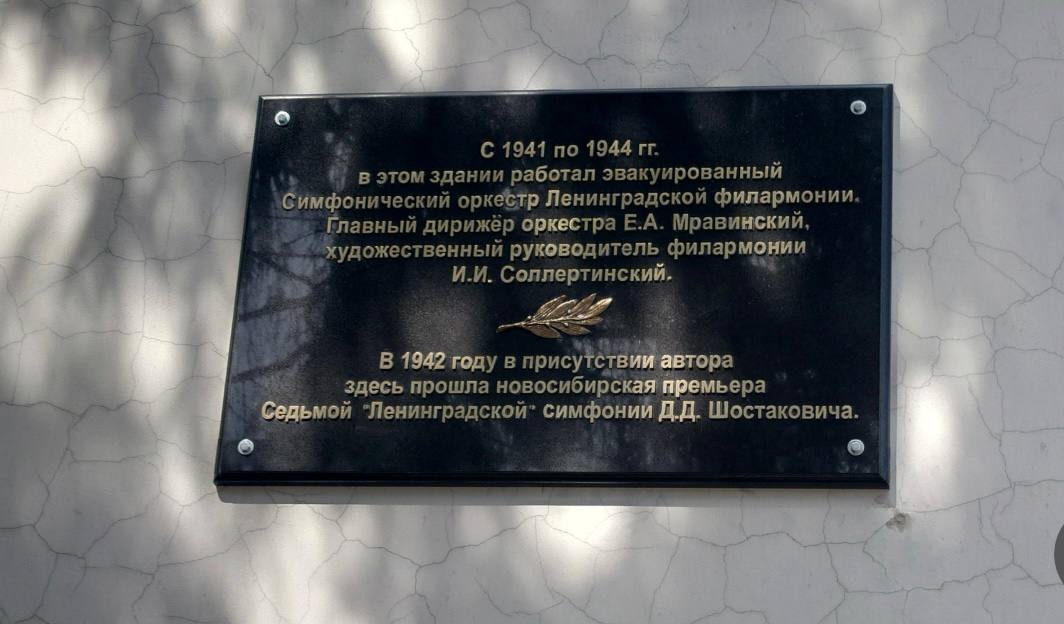 С 1941 по 1944 гг.
в этом здании работал эвакуированный
Симфонический оркестр Ленинградской филармонии.
Главный дирижёр оркестра Е.А. Мравинский,
художественный руководитель филармонии
И.И. Соллертинский.
В 1942 году в присутствии автора
здесь прошла новосибирская премьера
Седьмой "Ленинградской" симфонии Д.Д. Шостаковича.